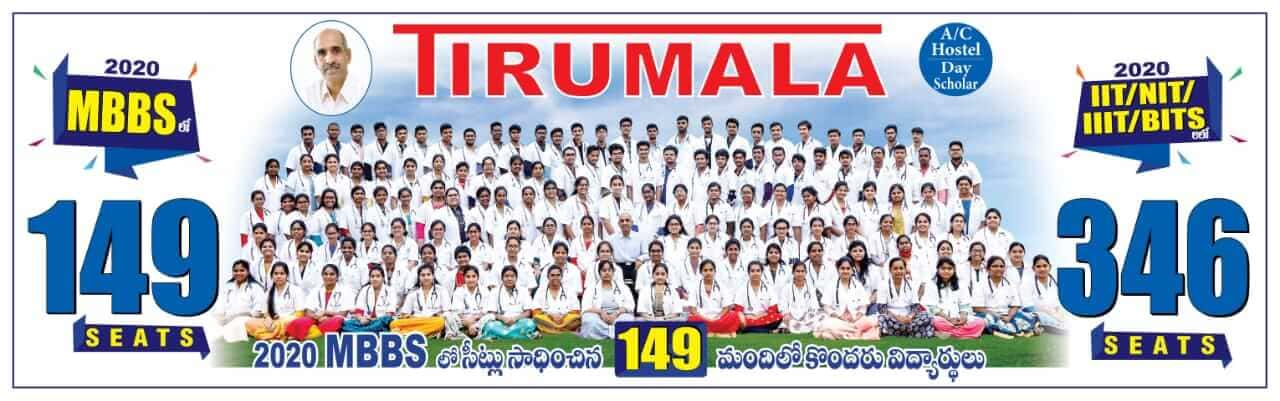 TIRUMALA
A/C
Hostel
Day
Scholar
2020
MBBSలో
149
SEATS
2020
IIT/NIT/
IIIT/BITS
లలో
346
SEATS
2020 MBBS లో సీట్లు సాధించిన 149 మందిలో కొందరు విద్యార్థులు